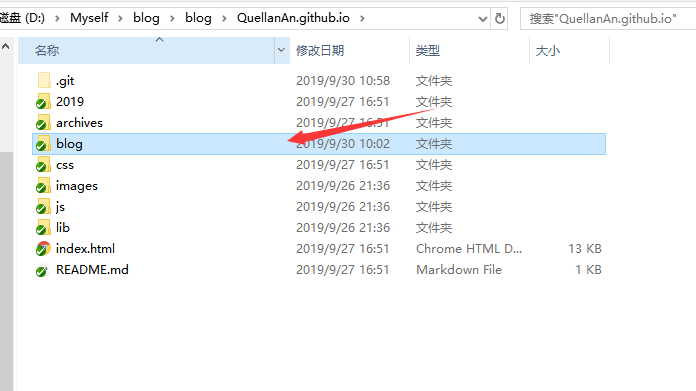 磁盘 (D:) > Myself > blog > blog > QuellanAn.github.io > 搜索"QuellanAn.github.io"
名称 修改日期 类型 大小
.git 2019/9/30 10:58 文件夹
2019 2019/9/27 16:51 文件夹
archives 2019/9/27 16:51 文件夹
blog 2019/9/30 10:02 文件夹
css 2019/9/27 16:51 文件夹
images 2019/9/26 21:36 文件夹
js 2019/9/26 21:36 文件夹
lib 2019/9/26 21:36 文件夹
index.html 2019/9/27 16:51 Chrome HTML D... 13 KB
README.md 2019/9/27 16:51 Markdown File 1 KB